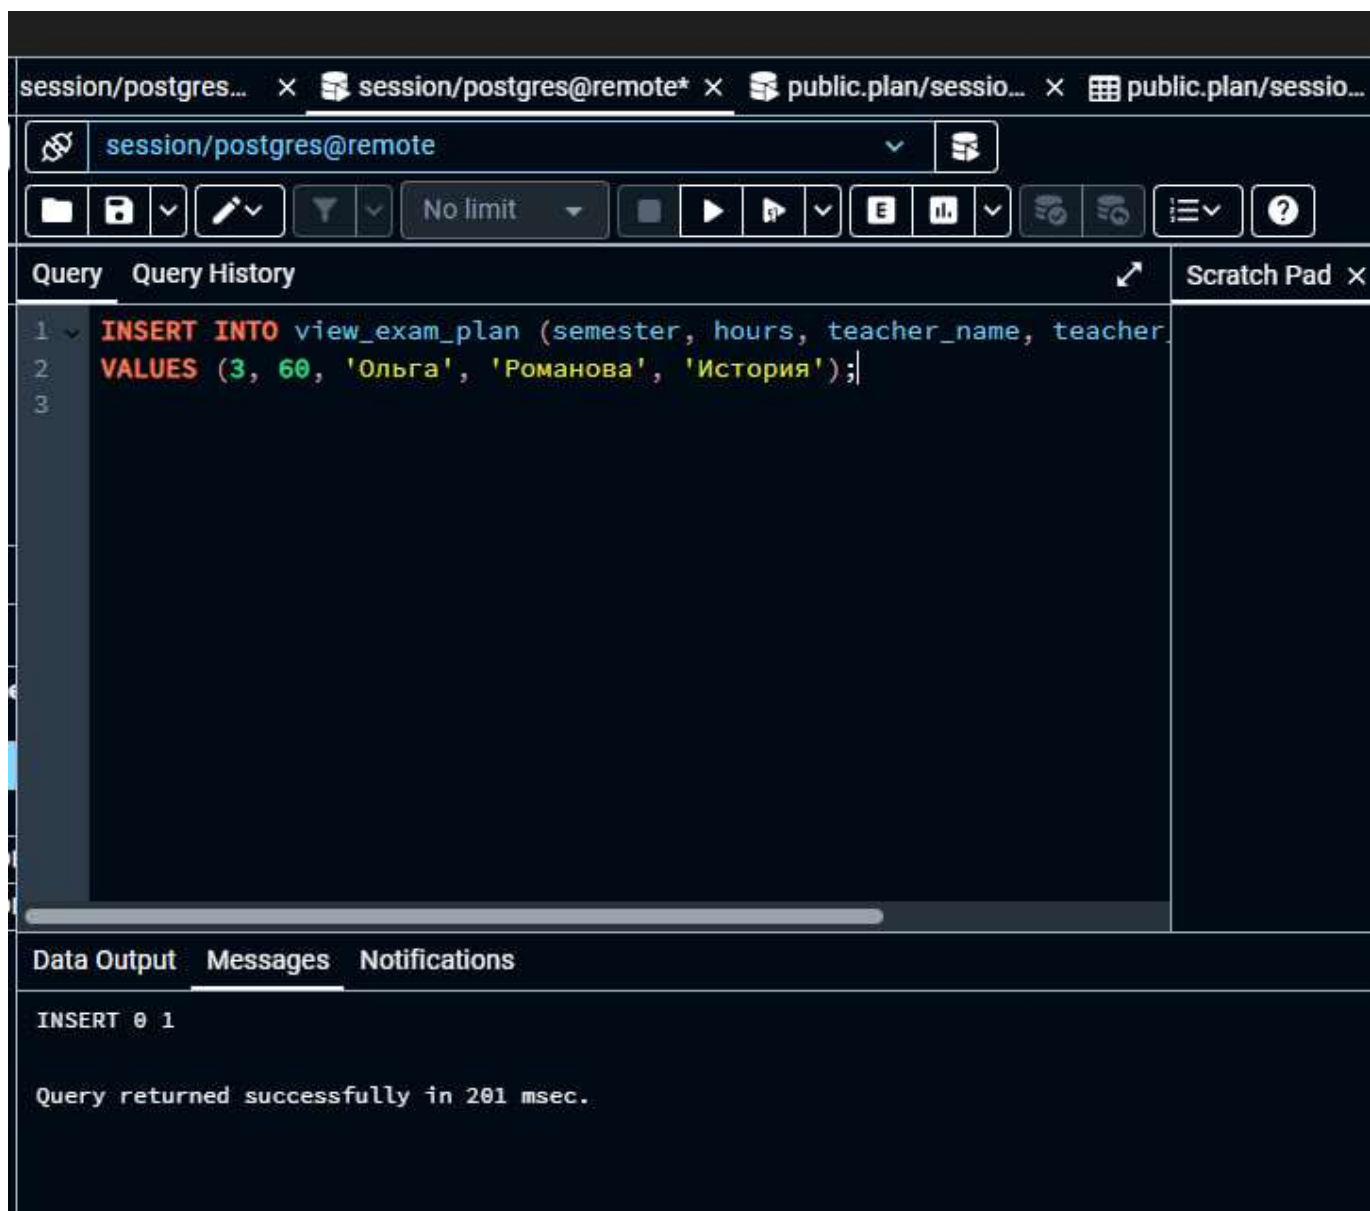 session/postgres... × session/postgres@remote* × public.plan/sessio... × public.plan/sessio...
session/postgres@remote
No limit
Query Query History Scratch Pad ×
1 INSERT INTO view_exam_plan (semester, hours, teacher_name, teacher_
2 VALUES (3, 60, 'Ольга', 'Романова', 'История');
3
Data Output Messages Notifications
INSERT 0 1
Query returned successfully in 201 msec.